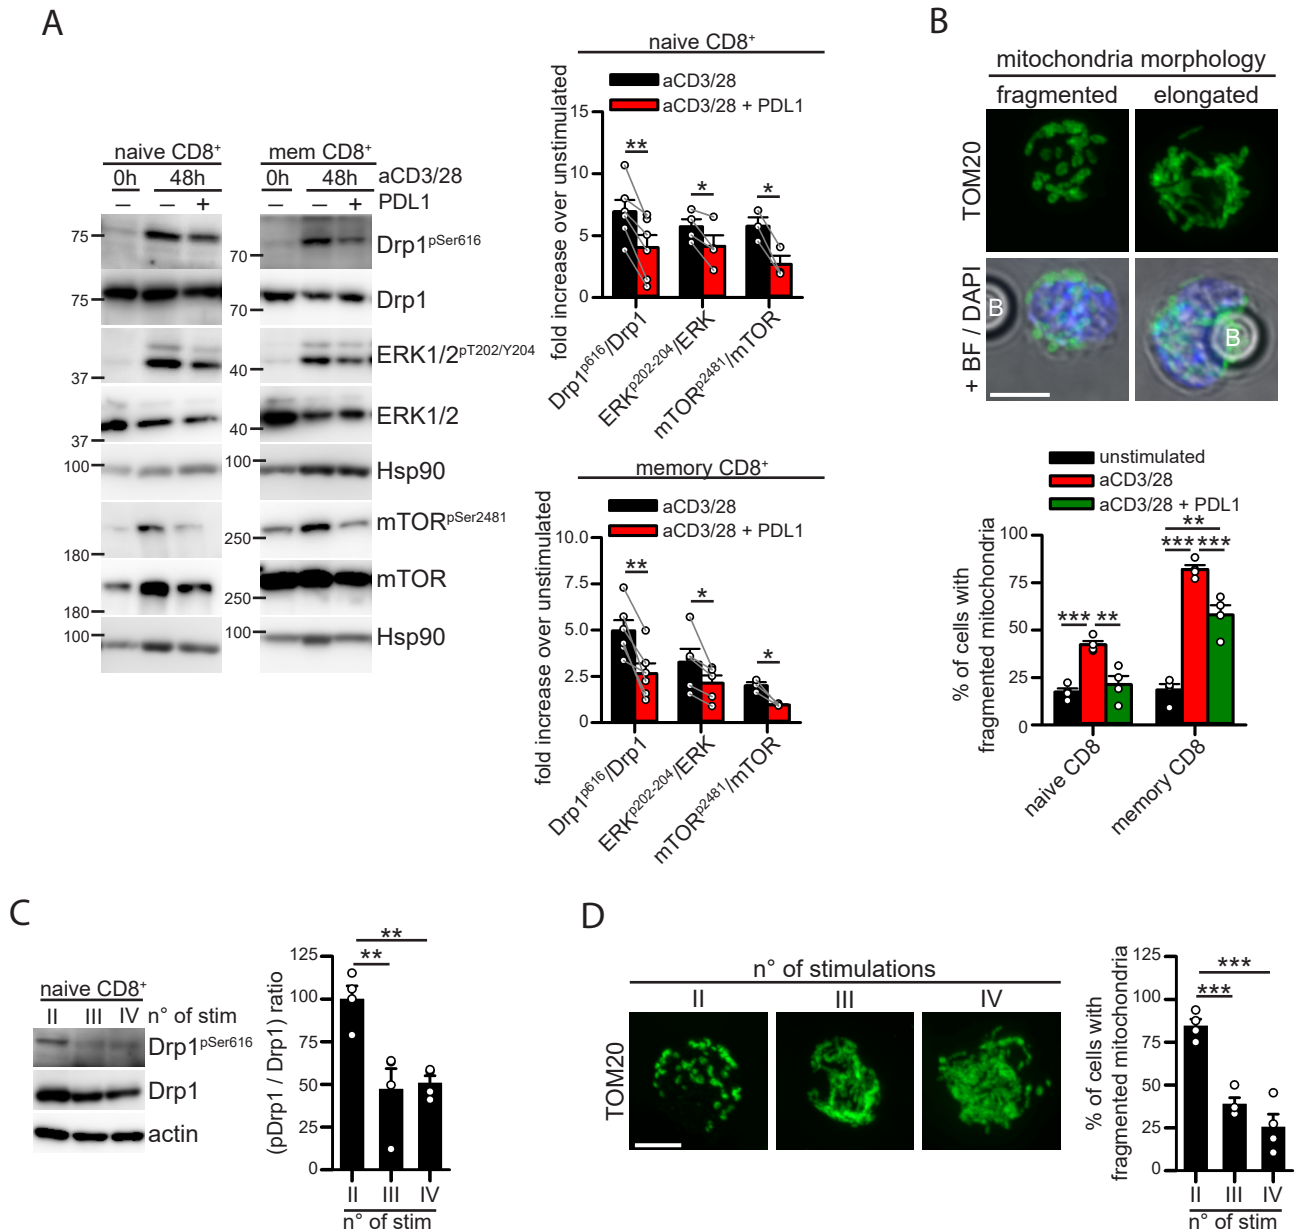 A
naive CD8⁺
mem CD8⁺
0h 48h 0h 48h aCD3/28
– – + – – + PDL1
75
70
Drp1pSer616
75
70
Drp1
37
40
ERK1/2pT202/Y204
37
40
ERK1/2
100
100
Hsp90
180
250
mTORpSer2481
180
250
mTOR
100
100
Hsp90
naive CD8⁺
aCD3/28
aCD3/28 + PDL1
fold increase over unstimulated
15
10
5
0
** * *
Drp1p616/Drp1
ERKp202-204/ERK
mTORp2481/mTOR
memory CD8⁺
aCD3/28
aCD3/28 + PDL1
fold increase over unstimulated
10.0
7.5
5.0
2.5
0
** * *
Drp1p616/Drp1
ERKp202-204/ERK
mTORp2481/mTOR
B
mitochondria morphology
fragmented elongated
TOM20
+ BF / DAPI
B
B
unstimulated
aCD3/28
aCD3/28 + PDL1
% of cells with
fragmented mitochondria
100
75
50
25
0
*** **
**
*** ***
naive CD8
memory CD8
C
naive CD8⁺
II III IV n° of stim
Drp1pSer616
Drp1
actin
(pDrp1 / Drp1) ratio
125
100
75
50
25
0
**
**
II III IV
n° of stim
D
n° of stimulations
II III IV
TOM20
% of cells with
fragmented mitochondria
125
100
75
50
25
0
***
***
II III IV
n° of stim